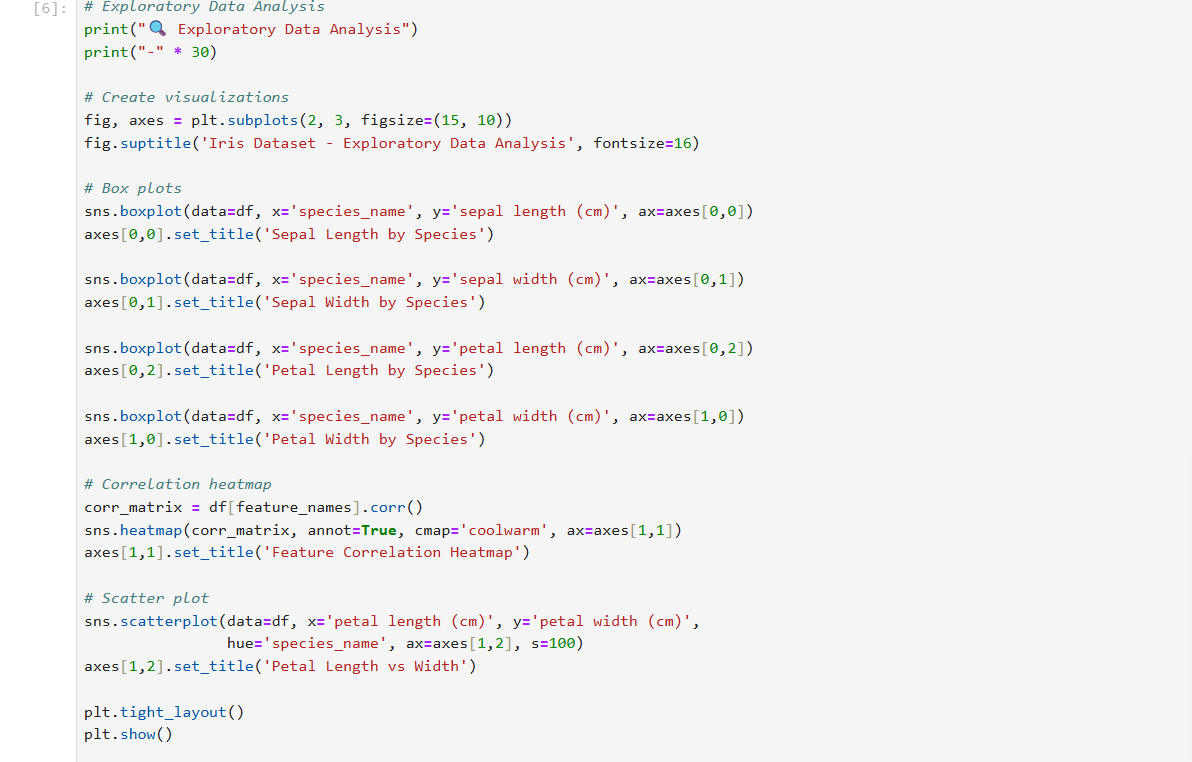 [6]:
# Exploratory Data Analysis
print("🔍 Exploratory Data Analysis")
print("-" * 30)
# Create visualizations
fig, axes = plt.subplots(2, 3, figsize=(15, 10))
fig.suptitle('Iris Dataset - Exploratory Data Analysis', fontsize=16)
# Box plots
sns.boxplot(data=df, x='species_name', y='sepal length (cm)', ax=axes[0,0])
axes[0,0].set_title('Sepal Length by Species')
sns.boxplot(data=df, x='species_name', y='sepal width (cm)', ax=axes[0,1])
axes[0,1].set_title('Sepal Width by Species')
sns.boxplot(data=df, x='species_name', y='petal length (cm)', ax=axes[0,2])
axes[0,2].set_title('Petal Length by Species')
sns.boxplot(data=df, x='species_name', y='petal width (cm)', ax=axes[1,0])
axes[1,0].set_title('Petal Width by Species')
# Correlation heatmap
corr_matrix = df[feature_names].corr()
sns.heatmap(corr_matrix, annot=True, cmap='coolwarm', ax=axes[1,1])
axes[1,1].set_title('Feature Correlation Heatmap')
# Scatter plot
sns.scatterplot(data=df, x='petal length (cm)', y='petal width (cm)',
                hue='species_name', ax=axes[1,2], s=100)
axes[1,2].set_title('Petal Length vs Width')
plt.tight_layout()
plt.show()